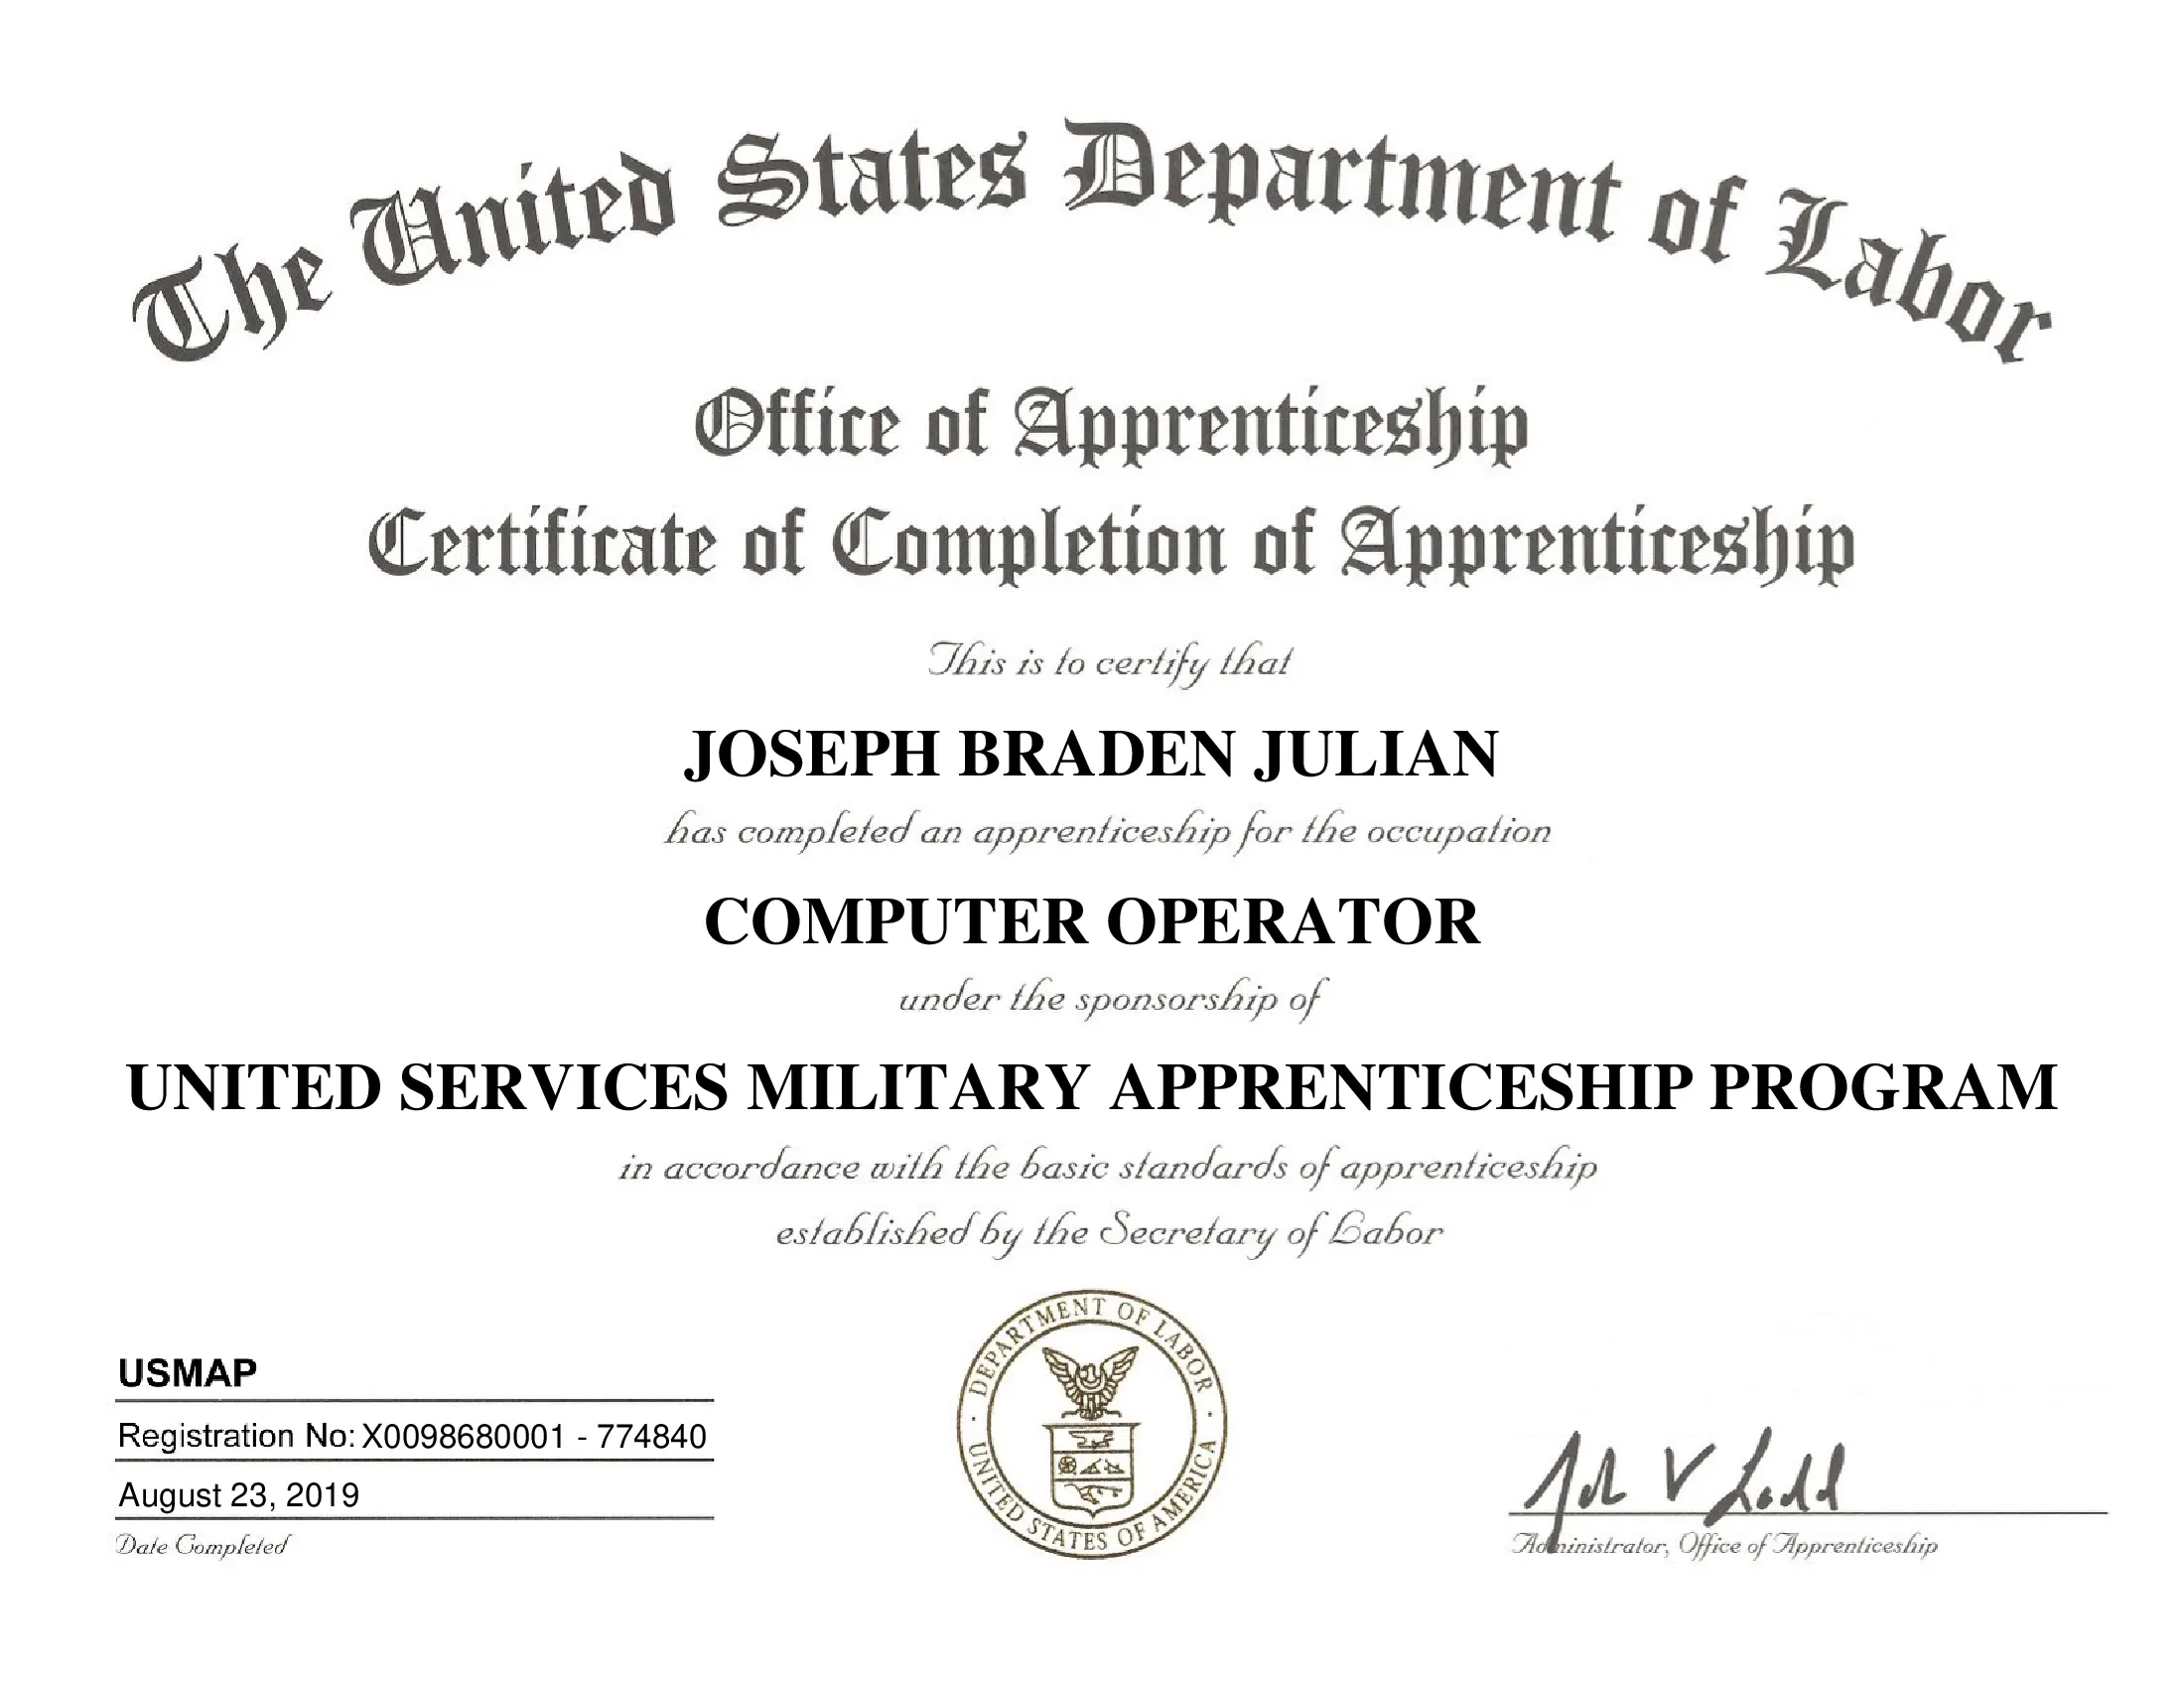 The United States Department of Labor
Office of Apprenticeship
Certificate of Completion of Apprenticeship
This is to certify that
JOSEPH BRADEN JULIAN
has completed an apprenticeship for the occupation
COMPUTER OPERATOR
under the sponsorship of
UNITED SERVICES MILITARY APPRENTICESHIP PROGRAM
in accordance with the basic standards of apprenticeship
established by the Secretary of Labor
USMAP
Registration No: X0098680001 - 774840
August 23, 2019
Date Completed
DEPARTMENT OF LABOR
UNITED STATES OF AMERICA
John V Ladd
Administrator, Office of Apprenticeship